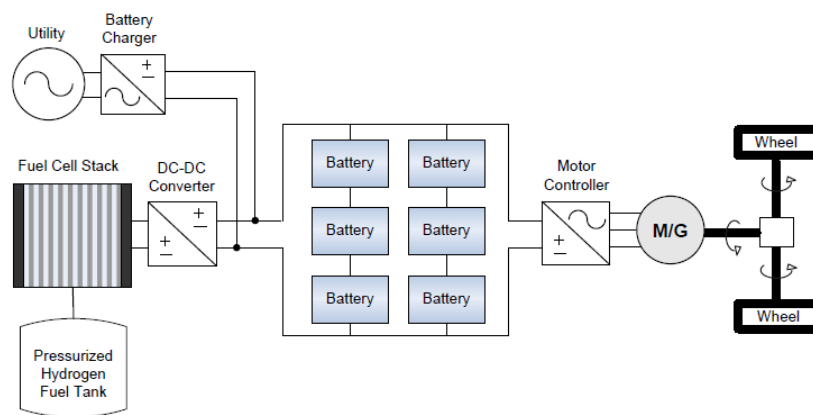 Utility
Battery
Charger
Fuel Cell Stack
DC-DC
Converter
Battery
Battery
Battery
Battery
Battery
Battery
Motor
Controller
M/G
Wheel
Wheel
Pressurized
Hydrogen
Fuel Tank